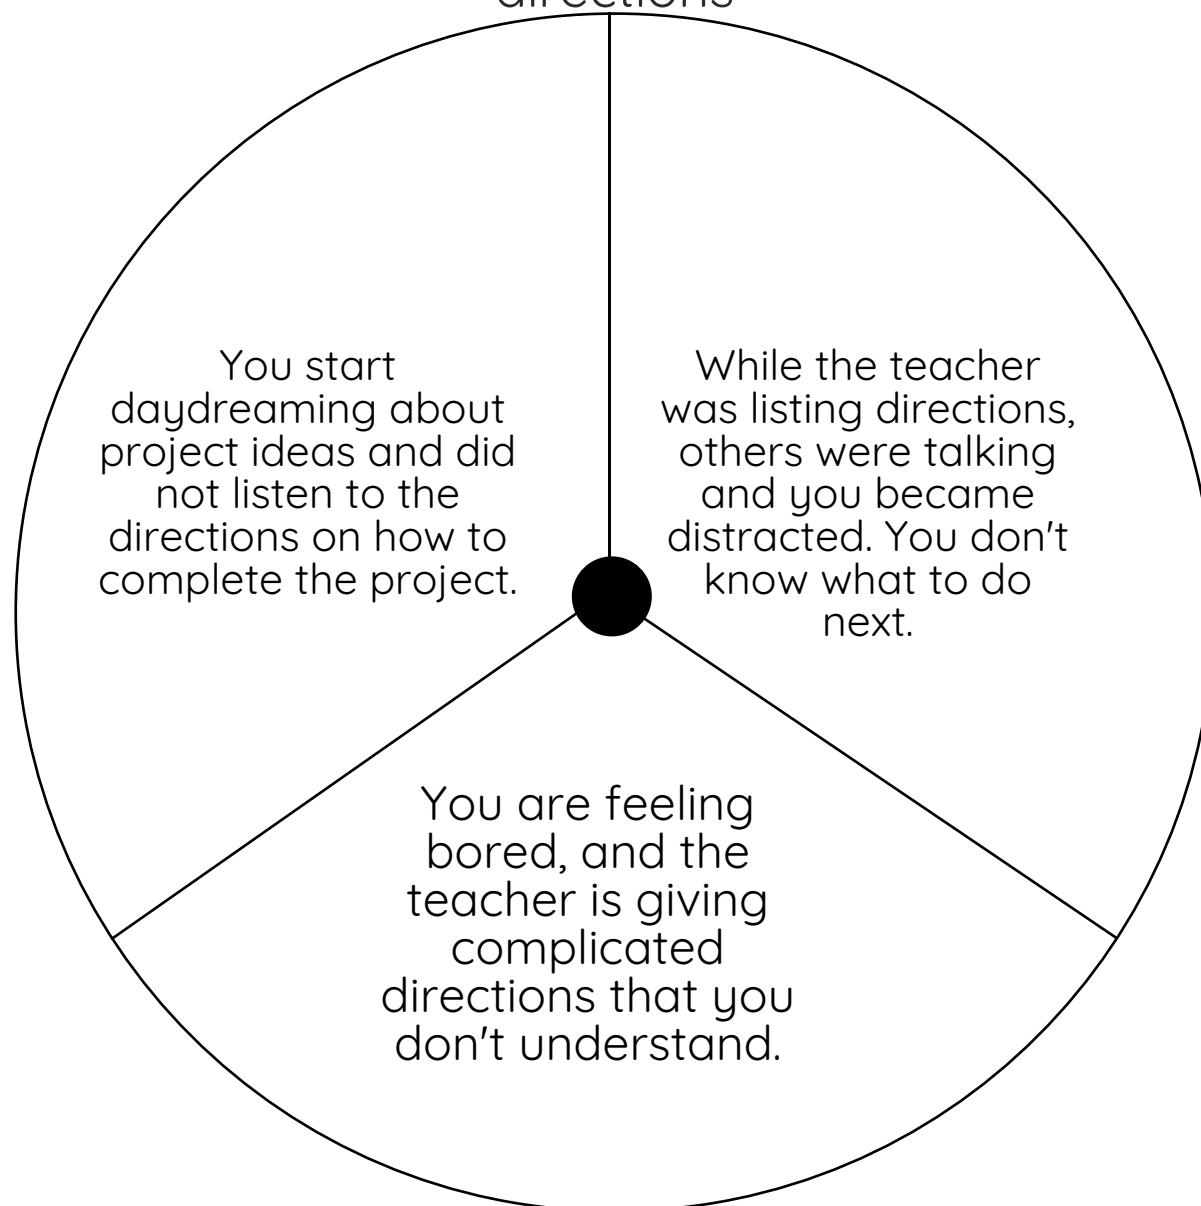 directions
You start
daydreaming about
project ideas and did
not listen to the
directions on how to
complete the project.
While the teacher
was listing directions,
others were talking
and you became
distracted. You don't
know what to do
next.
You are feeling
bored, and the
teacher is giving
complicated
directions that you
don't understand.